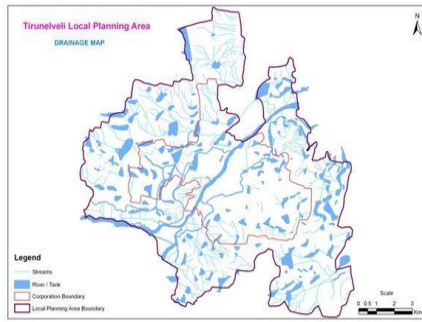 Tirunelveli Local Planning Area
DRAINAGE MAP
N
Legend
Streams
River / Tank
Corporation Boundary
Local Planning Area Boundary
Scale
0 0.5 1 2 3
Km